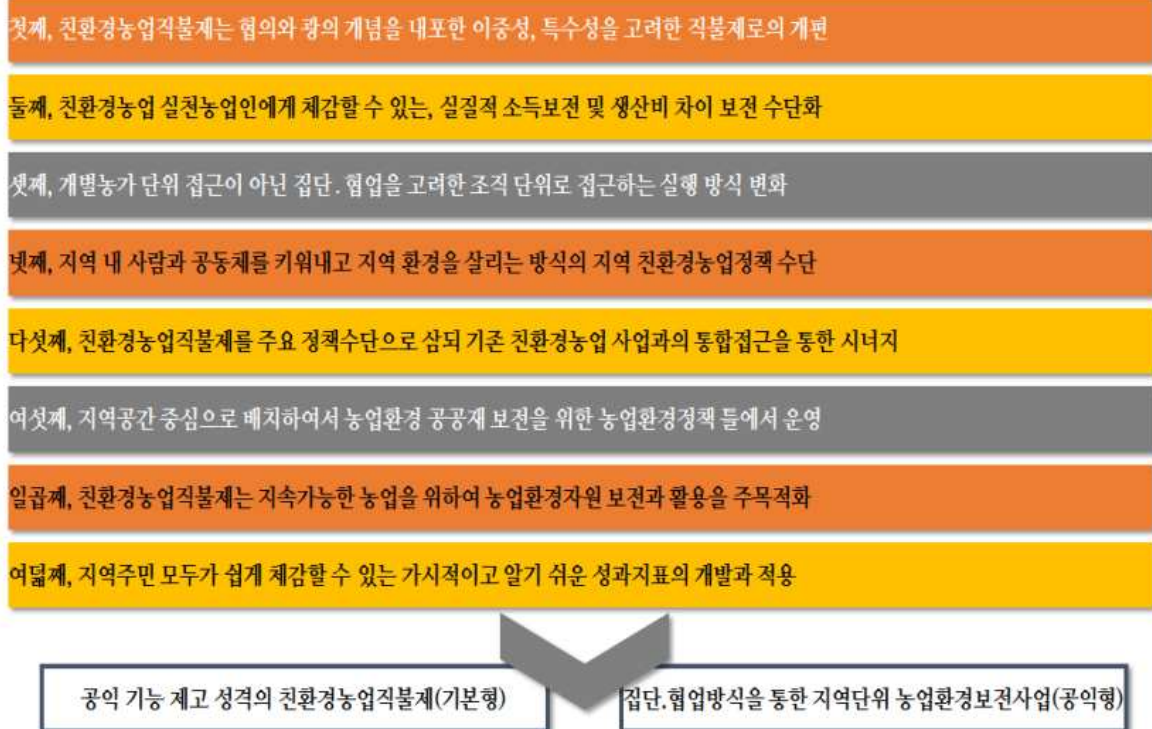 첫째, 친환경농업직불제는 협의와 광의 개념을 내포한 이중성, 특수성을 고려한 직불제로의 개편
둘째, 친환경농업 실천농업인에게 체감할 수 있는, 실질적 소득보전 및 생산비 차이 보전 수단화
셋째, 개별농가 단위 접근이 아닌 집단.협업을 고려한 조직 단위로 접근하는 실행 방식 변화
넷째, 지역 내 사람과 공동체를 키워내고 지역 환경을 살리는 방식의 지역 친환경농업정책 수단
다섯째, 친환경농업직불제를 주요 정책수단으로 삼되 기존 친환경농업 사업과의 통합접근을 통한 시너지
여섯째, 지역공간 중심으로 배치하여서 농업환경 공공재 보전을 위한 농업환경정책 틀에서 운영
일곱째, 친환경농업직불제는 지속가능한 농업을 위하여 농업환경자원 보전과 활용을 주목적화
여덟째, 지역주민 모두가 쉽게 체감할 수 있는 가시적이고 알기 쉬운 성과지표의 개발과 적용
공익 기능 제고 성격의 친환경농업직불제(기본형)
집단.협업방식을 통한 지역단위 농업환경보전사업(공익형)